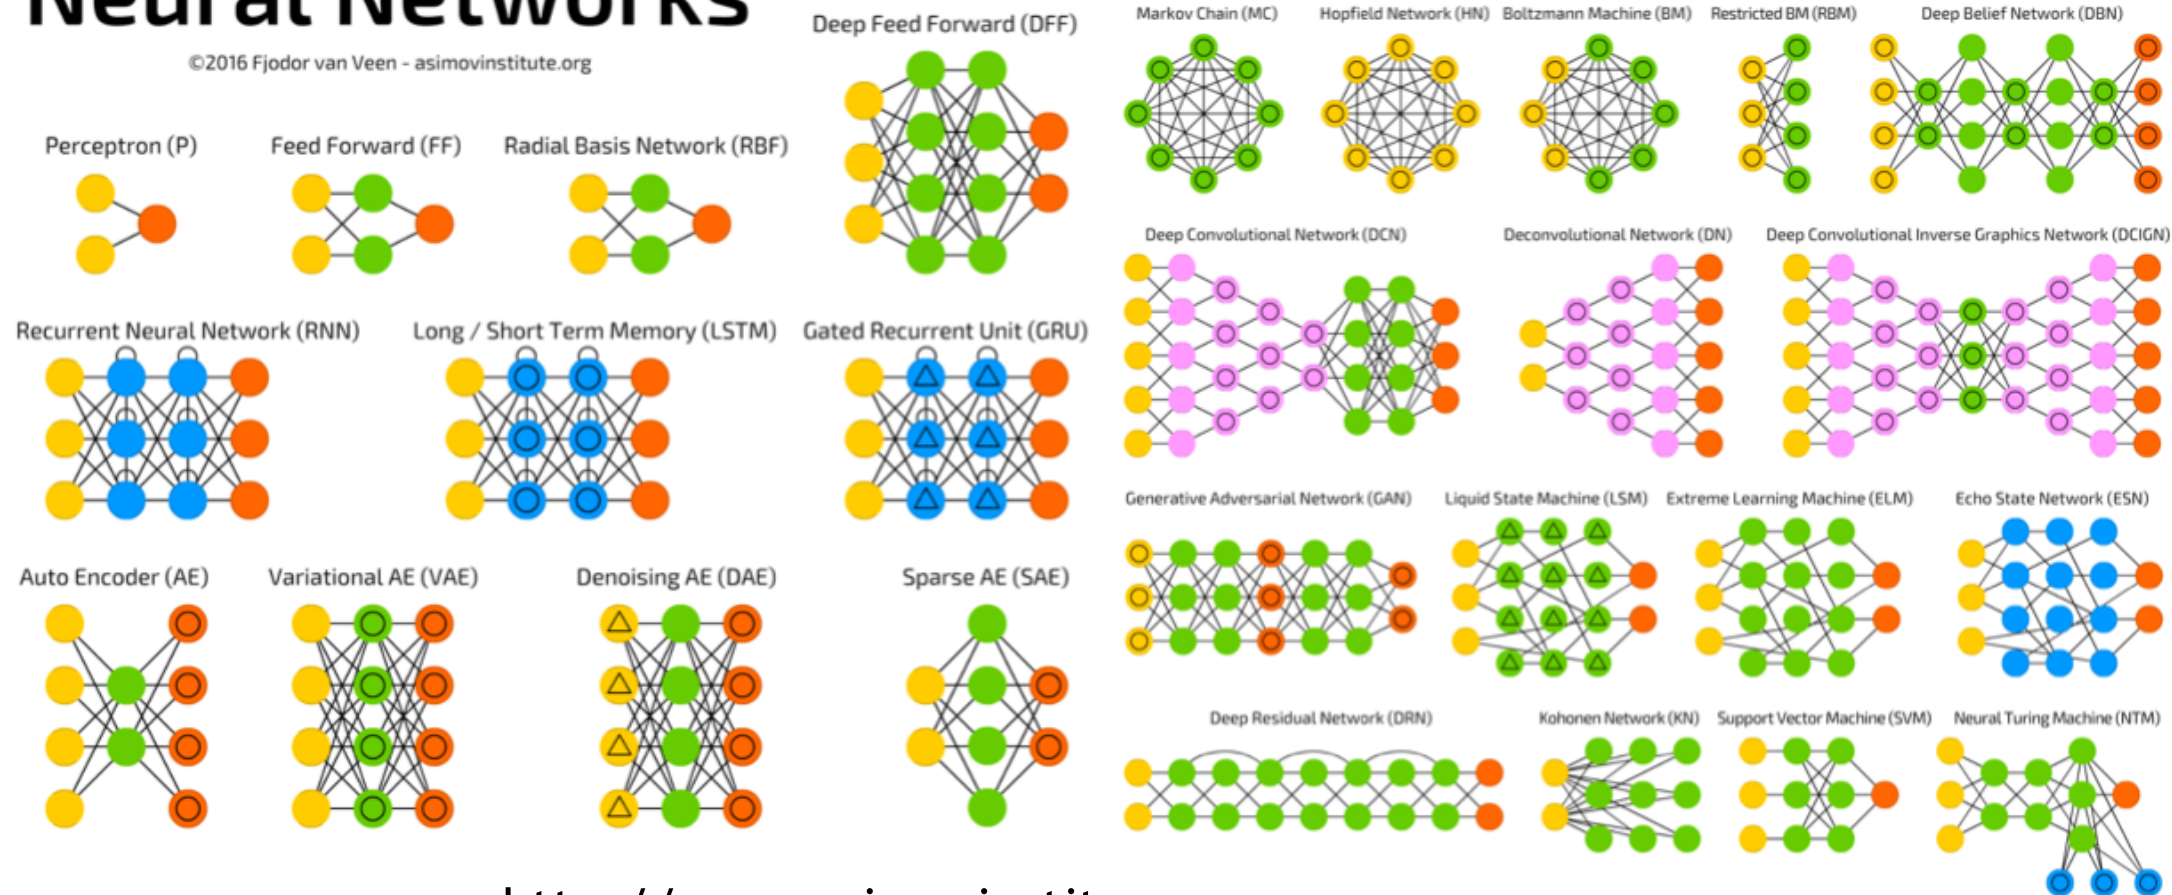 Neural Networks
©2016 Fjodor van Veen - asimovinstitute.org
Deep Feed Forward (DFF)
Perceptron (P)
Feed Forward (FF)
Radial Basis Network (RBF)
Recurrent Neural Network (RNN)
Long / Short Term Memory (LSTM)
Gated Recurrent Unit (GRU)
Auto Encoder (AE)
Variational AE (VAE)
Denoising AE (DAE)
Sparse AE (SAE)
Markov Chain (MC)
Hopfield Network (HN)
Boltzmann Machine (BM)
Restricted BM (RBM)
Deep Belief Network (DBN)
Deep Convolutional Network (DCN)
Deconvolutional Network (DN)
Deep Convolutional Inverse Graphics Network (DCIGN)
Generative Adversarial Network (GAN)
Liquid State Machine (LSM)
Extreme Learning Machine (ELM)
Echo State Network (ESN)
Deep Residual Network (DRN)
Kohonen Network (KN)
Support Vector Machine (SVM)
Neural Turing Machine (NTM)